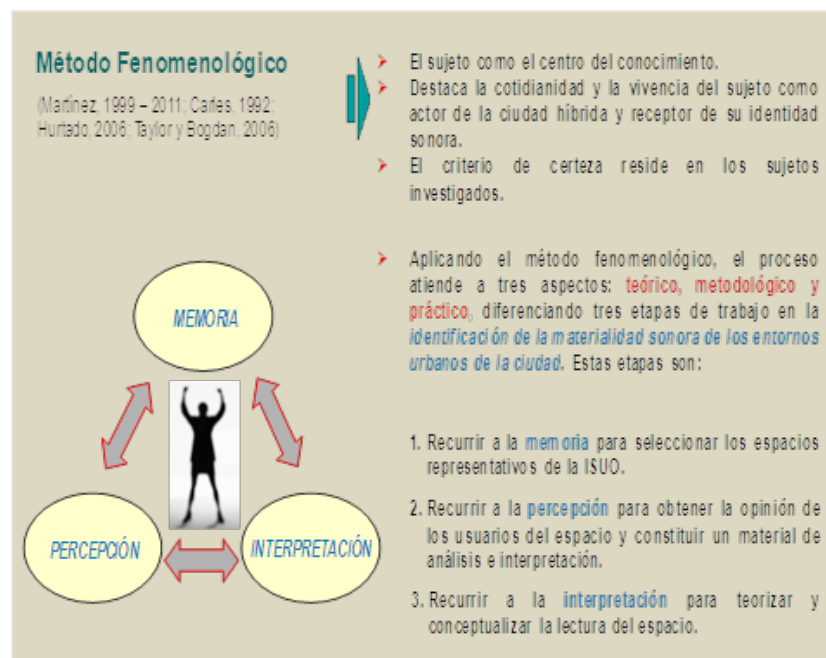 Método Fenomenológico
(Martínez, 1999 – 2011; Carles, 1992;
Hurtado, 2006; Taylor y Bogdan, 2006)
El sujeto como el centro del conocimiento.
Destaca la cotidianidad y la vivencia del sujeto como
actor de la ciudad híbrida y receptor de su identidad
sonora.
El criterio de certeza reside en los sujetos
investigados.
Aplicando el método fenomenológico, el proceso
atiende a tres aspectos: teórico, metodológico y
práctico, diferenciando tres etapas de trabajo en la
identificación de la materialidad sonora de los entornos
urbanos de la ciudad. Estas etapas son:
1. Recurrir a la memoria para seleccionar los espacios
representativos de la ISUO.
2. Recurrir a la percepción para obtener la opinión de
los usuarios del espacio y constituir un material de
análisis e interpretación.
3. Recurrir a la interpretación para teorizar y
conceptualizar la lectura del espacio.
MEMORIA
PERCEPCIÓN
INTERPRETACIÓN